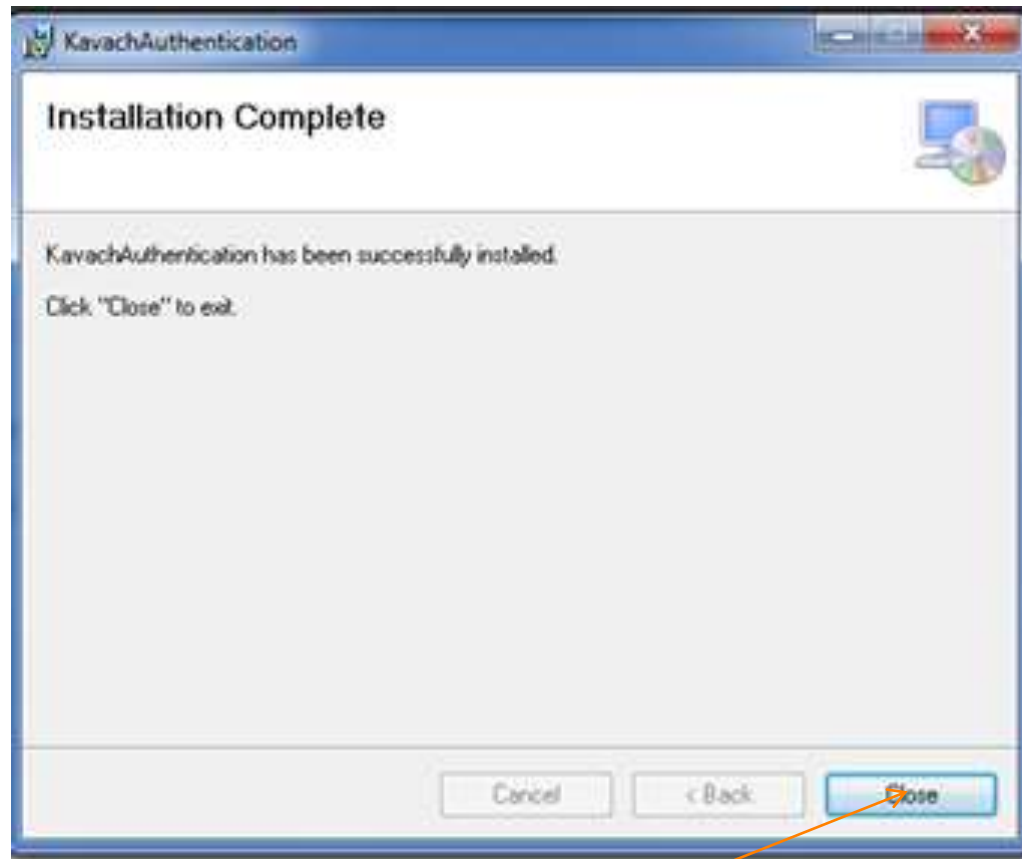 KavachAuthentication
Installation Complete
KavachAuthentication has been successfully installed.
Click "Close" to exit.
Cancel
< Back
Close